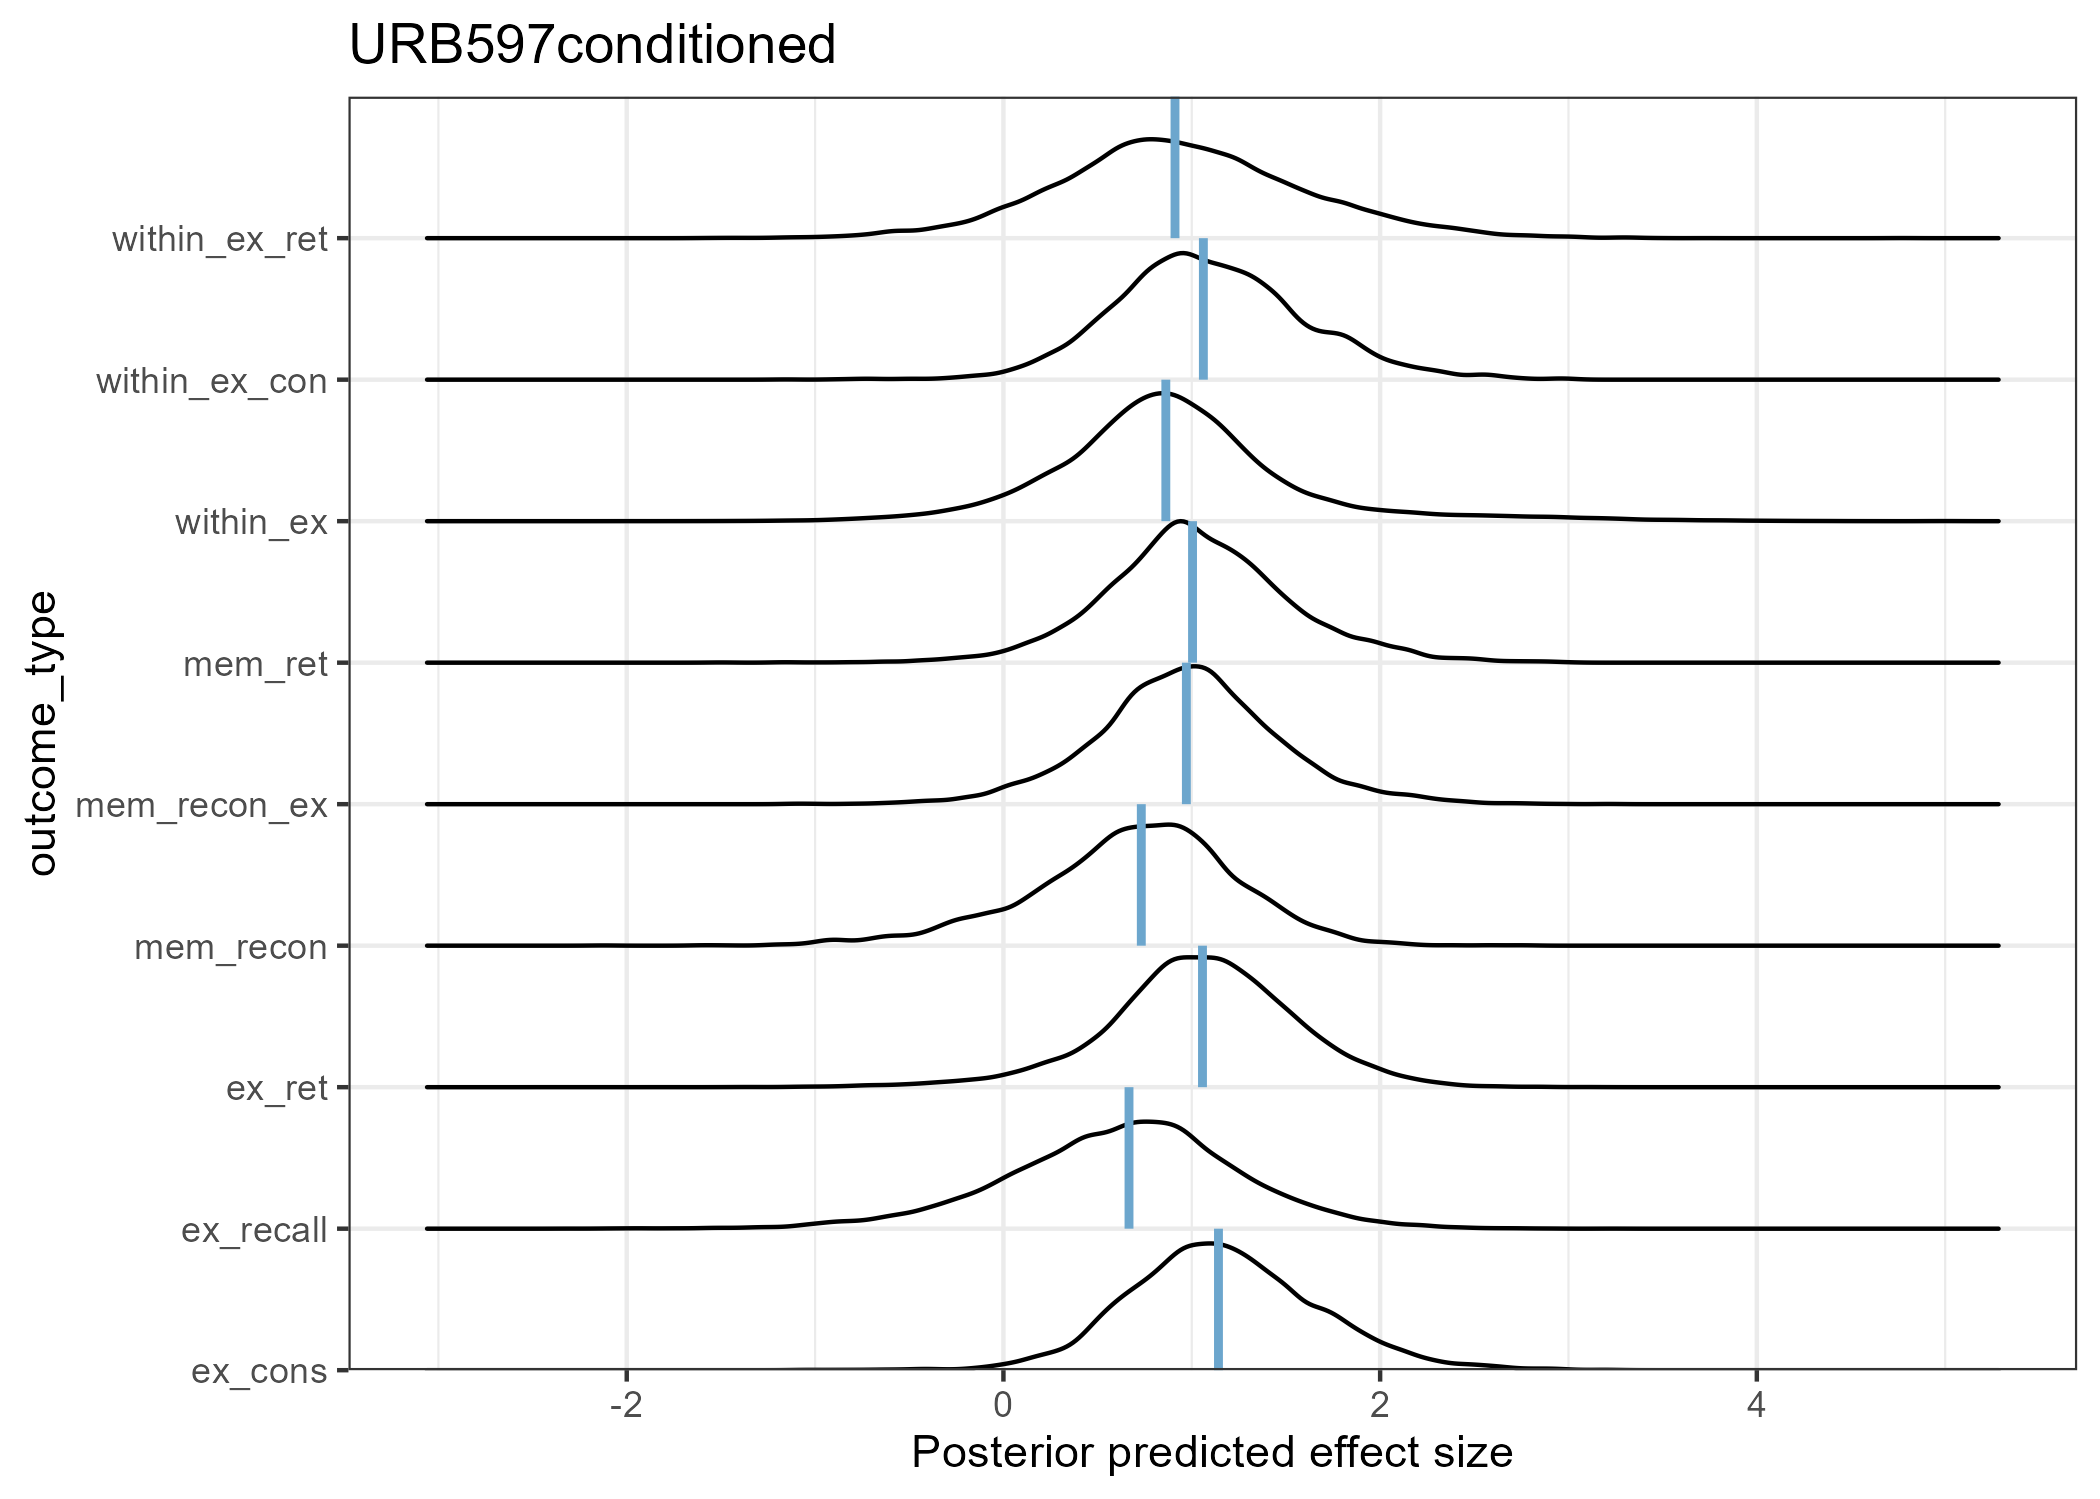 URB597conditioned
outcome_type
within_ex_ret
within_ex_con
within_ex
mem_ret
mem_recon_ex
mem_recon
ex_ret
ex_recall
ex_cons
-2 0 2 4
Posterior predicted effect size